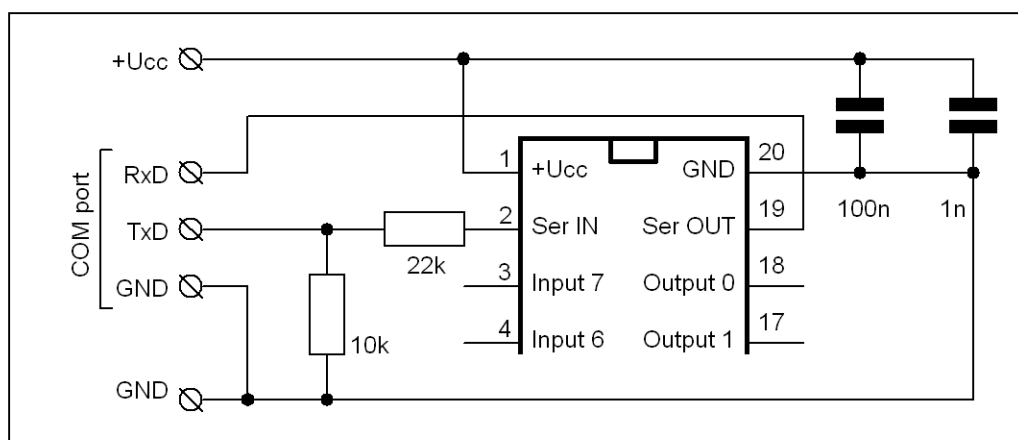 +Ucc
COM port
RxD
TxD
GND
GND
22k
10k
1
+Ucc
GND
20
2
Ser IN
Ser OUT
19
3
Input 7
Output 0
18
4
Input 6
Output 1
17
100n
1n